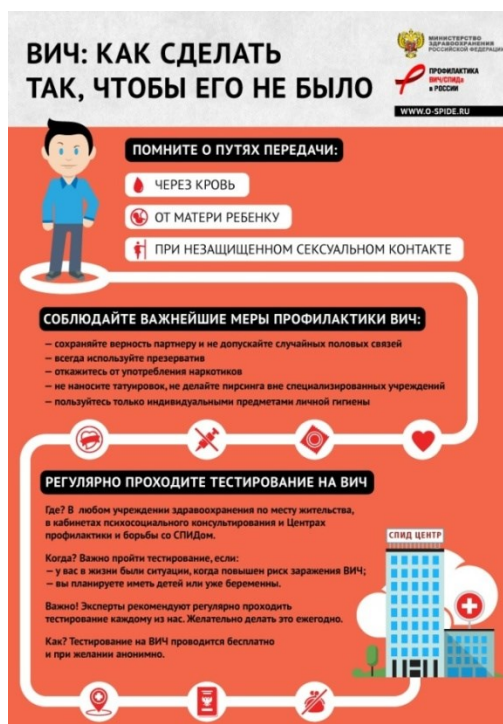 ВИЧ: КАК СДЕЛАТЬ
ТАК, ЧТОБЫ ЕГО НЕ БЫЛО
МИНИСТЕРСТВО
ЗДРАВООХРАНЕНИЯ
РОССИЙСКОЙ ФЕДЕРАЦИИ
ПРОФИЛАКТИКА
ВИЧ/СПИДа
в РОССИИ
WWW.O-SPIDE.RU
ПОМНИТЕ О ПУТЯХ ПЕРЕДАЧИ:
ЧЕРЕЗ КРОВЬ
ОТ МАТЕРИ РЕБЕНКУ
ПРИ НЕЗАЩИЩЕННОМ СЕКСУАЛЬНОМ КОНТАКТЕ
СОБЛЮДАЙТЕ ВАЖНЕЙШИЕ МЕРЫ ПРОФИЛАКТИКИ ВИЧ:
— сохраняйте верность партнеру и не допускайте случайных половых связей
— всегда используйте презерватив
— откажитесь от употребления наркотиков
— не наносите татуировок, не делайте пирсинга вне специализированных учреждений
— пользуйтесь только индивидуальными предметами личной гигиены
РЕГУЛЯРНО ПРОХОДИТЕ ТЕСТИРОВАНИЕ НА ВИЧ
Где? В любом учреждении здравоохранения по месту жительства,
в кабинетах психосоциального консультирования и Центрах
профилактики и борьбы со СПИДом.
Когда? Важно пройти тестирование, если:
— у вас в жизни были ситуации, когда повышен риск заражения ВИЧ;
— вы планируете иметь детей или уже беременны.
Важно! Эксперты рекомендуют регулярно проходить
тестирование каждому из нас. Желательно делать это ежегодно.
Как? Тестирование на ВИЧ проводится бесплатно
и при желании анонимно.
СПИД ЦЕНТР